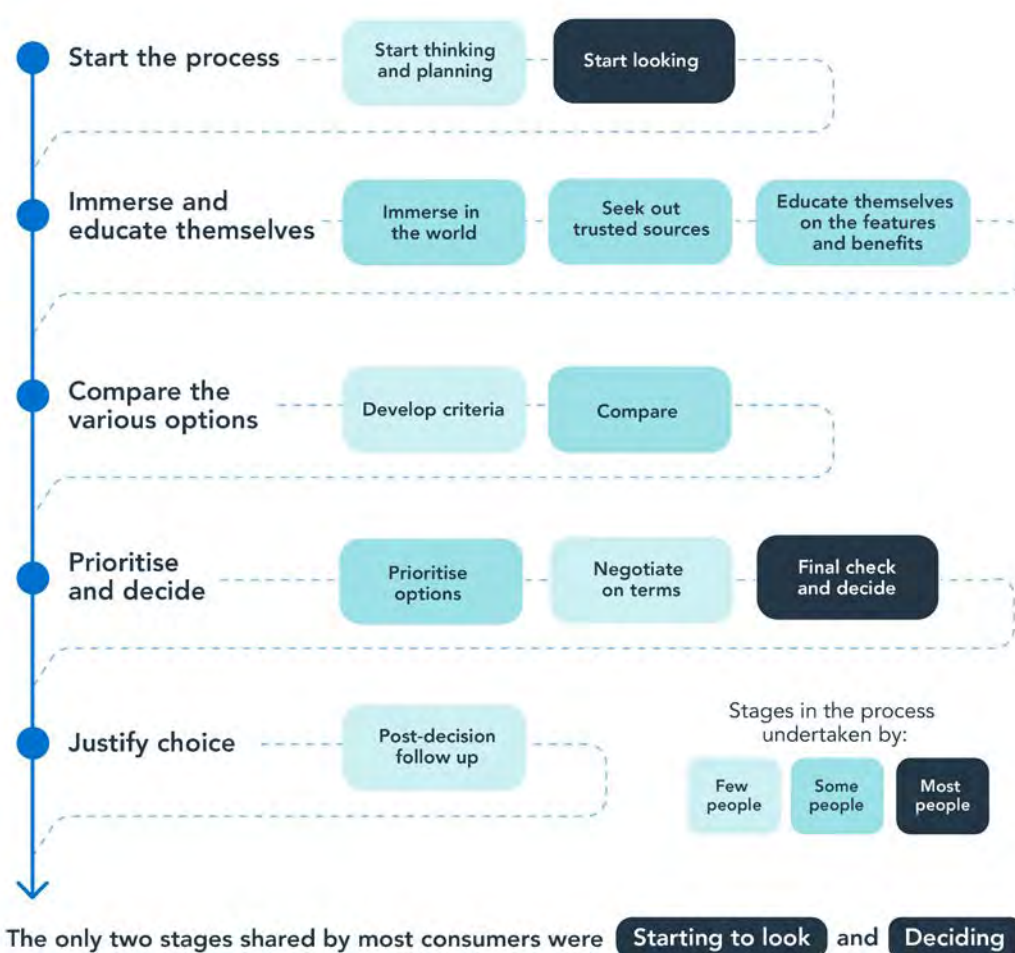 Start the process
Start thinking
and planning
Start looking
Immerse and
educate themselves
Immerse in
the world
Seek out
trusted sources
Educate themselves
on the features
and benefits
Compare the
various options
Develop criteria
Compare
Prioritise
and decide
Prioritise
options
Negotiate
on terms
Final check
and decide
Justify choice
Post-decision
follow up
Stages in the process
undertaken by:
Few
people
Some
people
Most
people
The only two stages shared by most consumers were Starting to look and Deciding